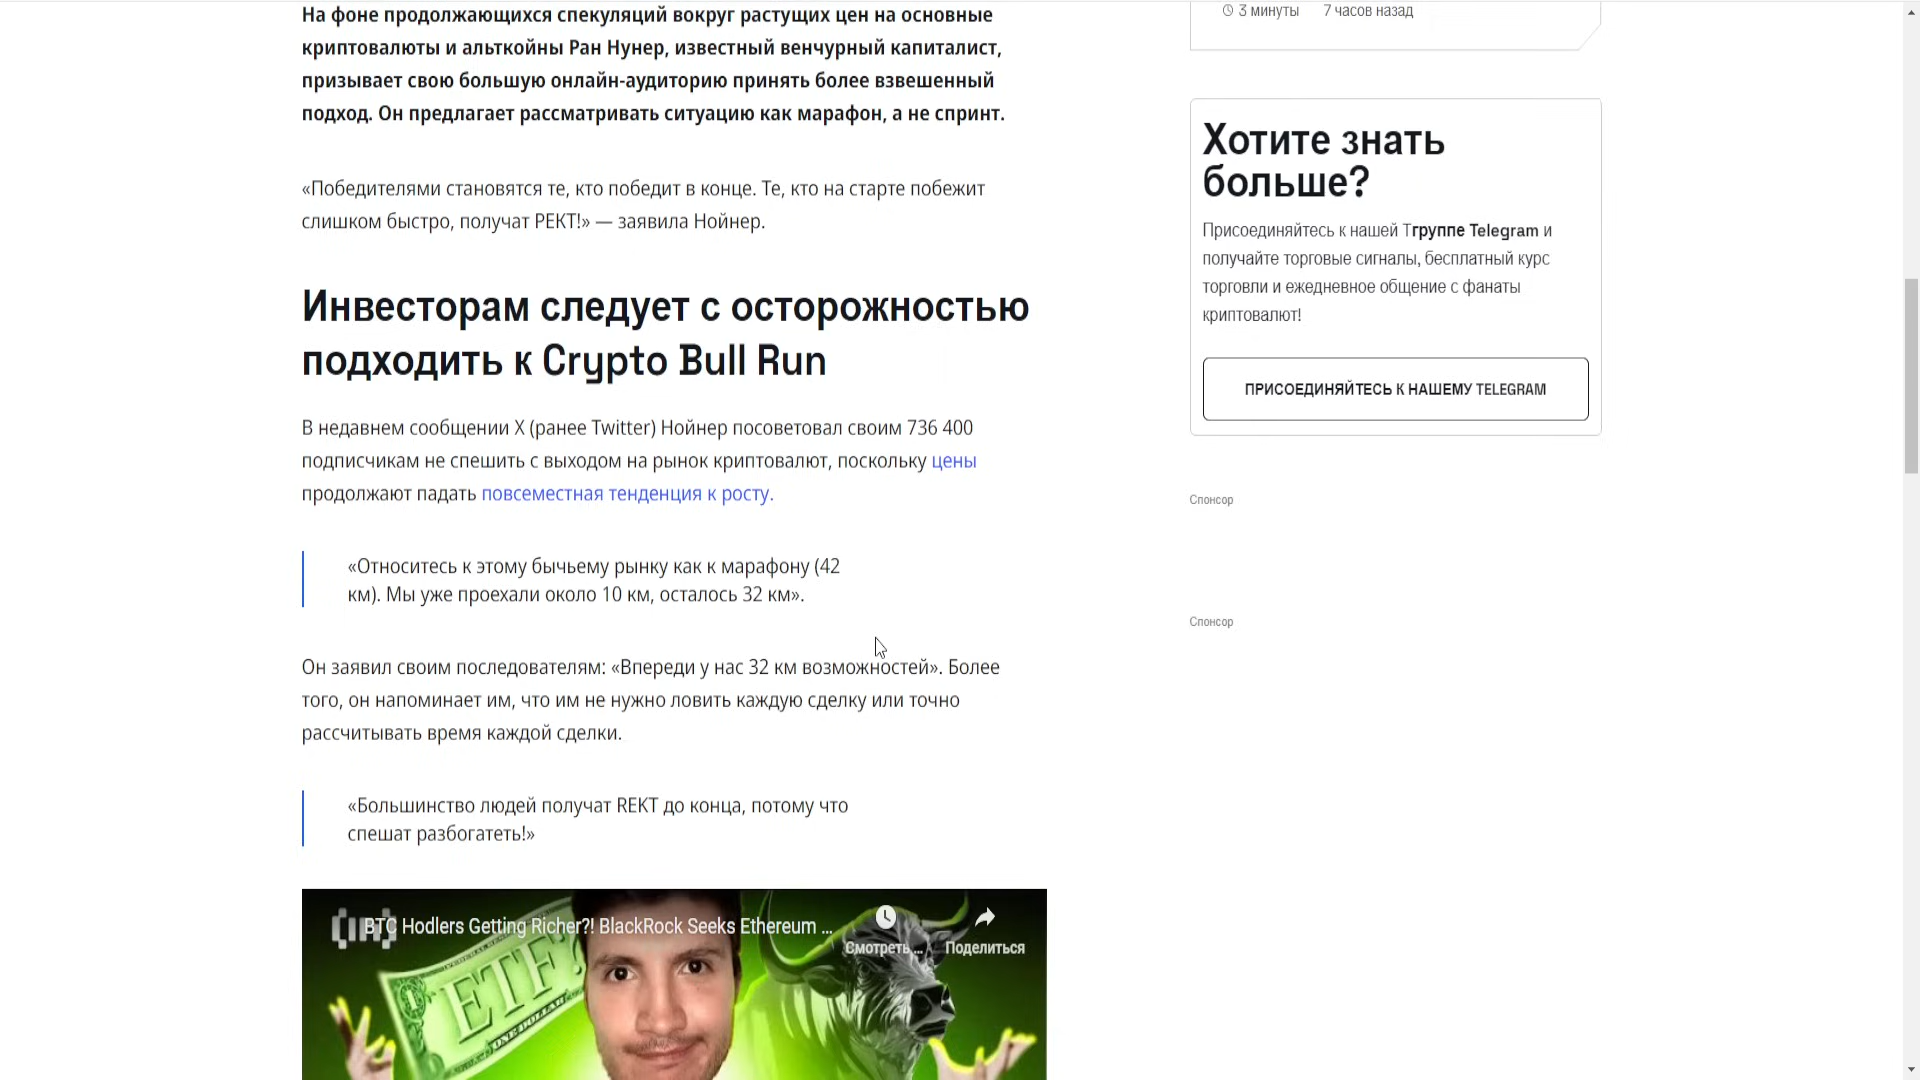 На фоне продолжающихся спекуляций вокруг растущих цен на основные
криптовалюты и альткойны Ран Нунер, известный венчурный капиталист,
призывает свою большую онлайн-аудиторию принять более взвешенный
подход. Он предлагает рассматривать ситуацию как марафон, а не спринт.
«Победителями становятся те, кто победит в конце. Те, кто на старте побежит
слишком быстро, получат РЕКТ!» — заявила Нойнер.
Инвесторам следует с осторожностью
подходить к Crypto Bull Run
В недавнем сообщении X (ранее Twitter) Нойнер посоветовал своим 736 400
подписчикам не спешить с выходом на рынок криптовалют, поскольку цены
продолжают падать повсеместная тенденция к росту.
«Относитесь к этому бычьему рынку как к марафону (42
км). Мы уже проехали около 10 км, осталось 32 км».
Он заявил своим последователям: «Впереди у нас 32 км возможностей». Более
того, он напоминает им, что им не нужно ловить каждую сделку или точно
рассчитывать время каждой сделки.
«Большинство людей получат REKT до конца, потому что
спешат разбогатеть!»
BTC Hodlers Getting Richer?! BlackRock Seeks Ethereum ...
Смотреть ...
Поделиться
ETF
ONE DOLLAR
3 минуты 7 часов назад
Хотите знать
больше?
Присоединяйтесь к нашей Тгруппе Telegram и
получайте торговые сигналы, бесплатный курс
торговли и ежедневное общение с фанаты
криптовалют!
ПРИСОЕДИНЯЙТЕСЬ К НАШЕМУ TELEGRAM
Спонсор
Спонсор